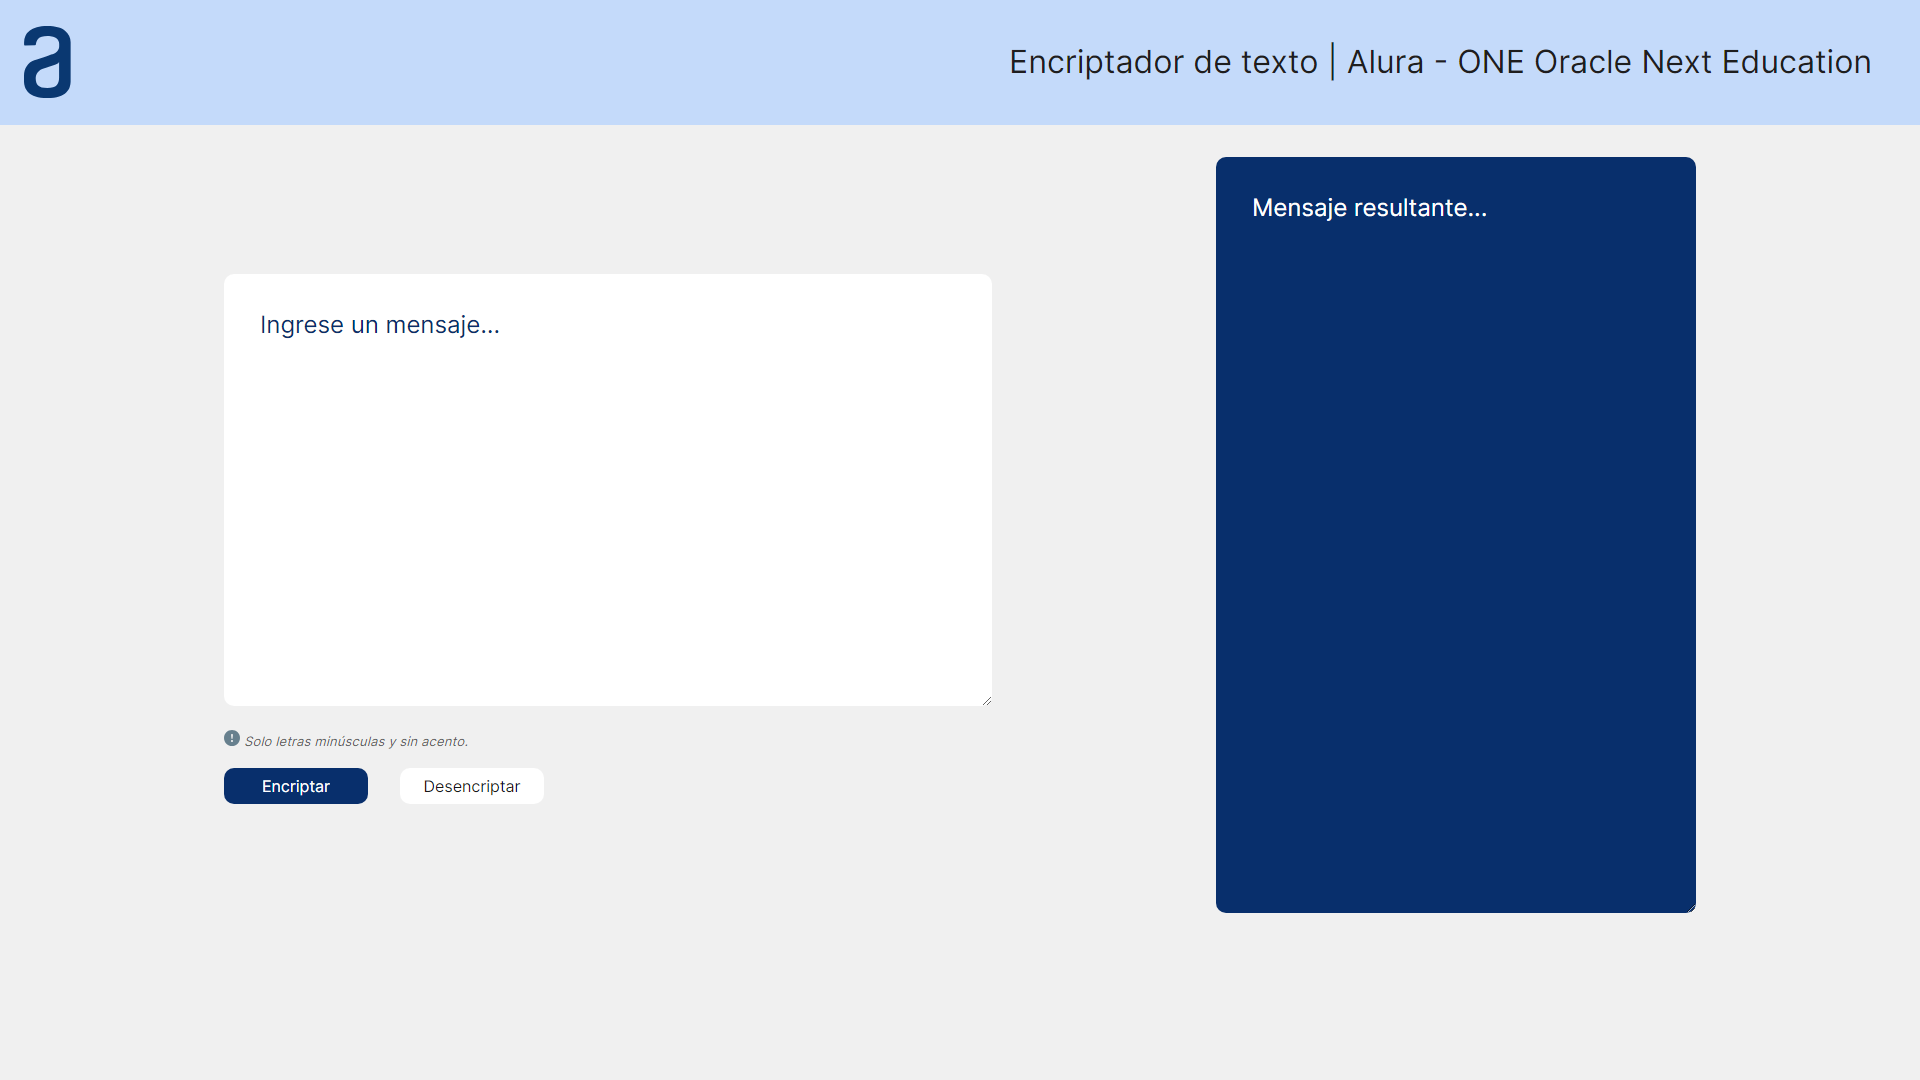 a
Encriptador de texto | Alura - ONE Oracle Next Education
Mensaje resultante...
Ingrese un mensaje...
! Solo letras minúsculas y sin acento.
Encriptar
Desencriptar